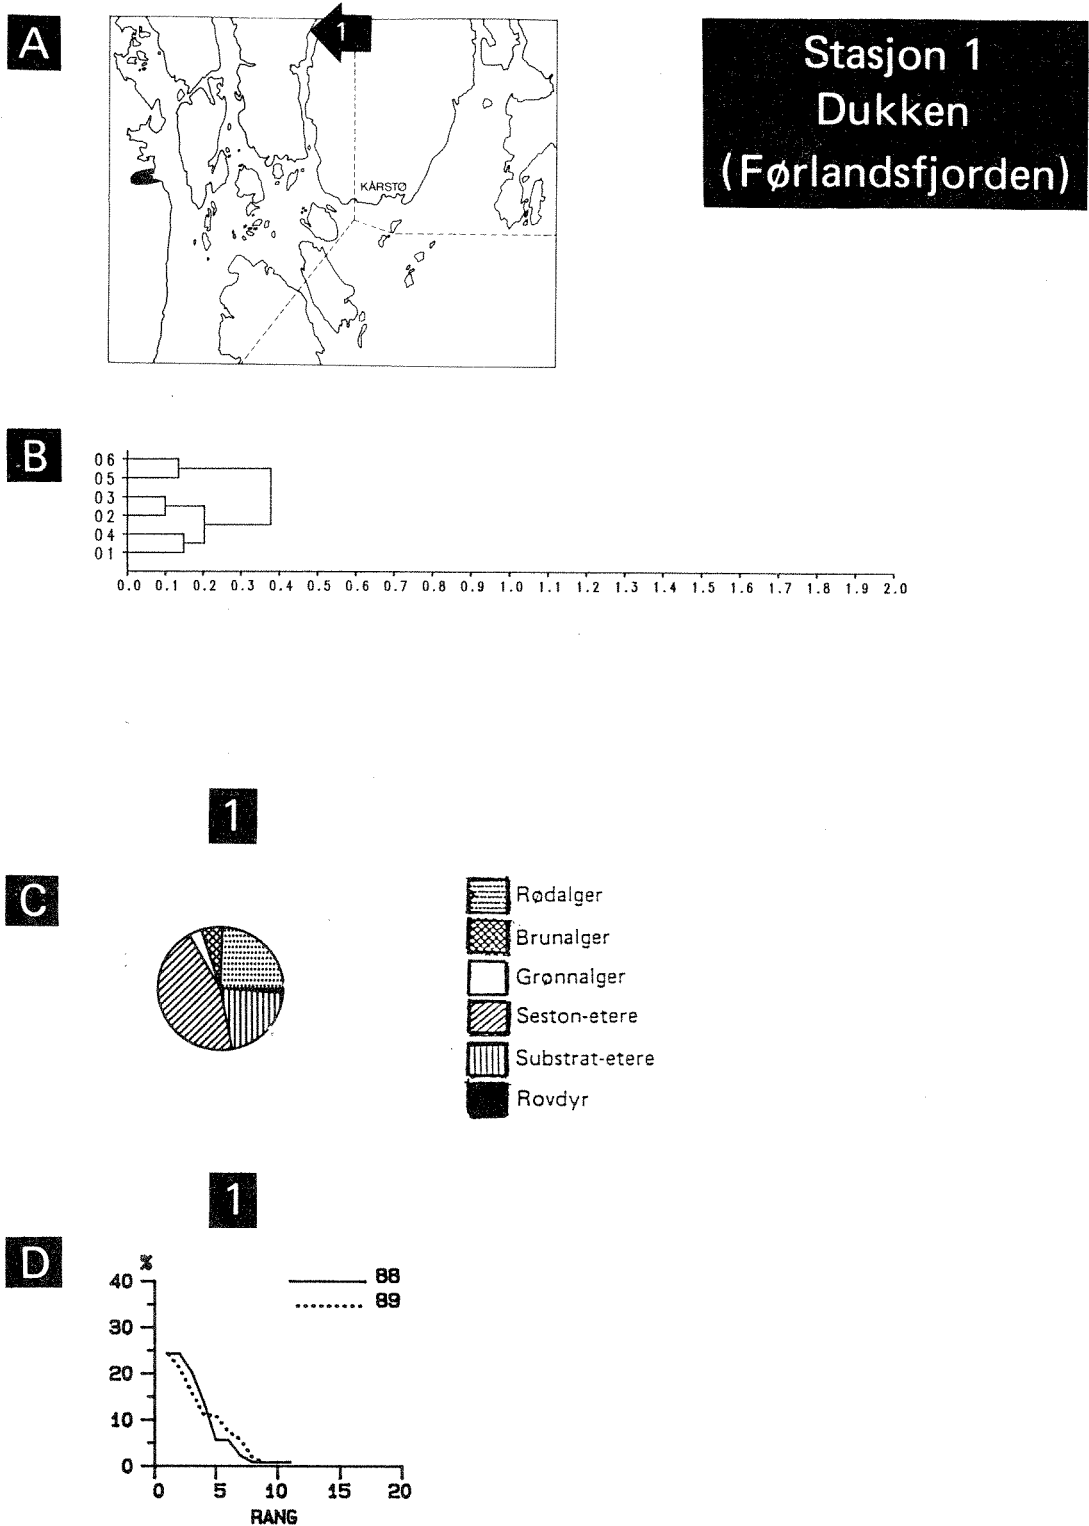 A
1
KÅRSTØ
Stasjon 1
Dukken
(Førlandsfjorden)
B
06
05
03
02
04
01
0.0 0.1 0.2 0.3 0.4 0.5 0.6 0.7 0.8 0.9 1.0 1.1 1.2 1.3 1.4 1.5 1.6 1.7 1.8 1.9 2.0
1
C
Rødalger
Brunalger
Grønnalger
Seston-etere
Substrat-etere
Rovdyr
1
D
%
88
89
40
30
20
10
0
0 5 10 15 20
RANG